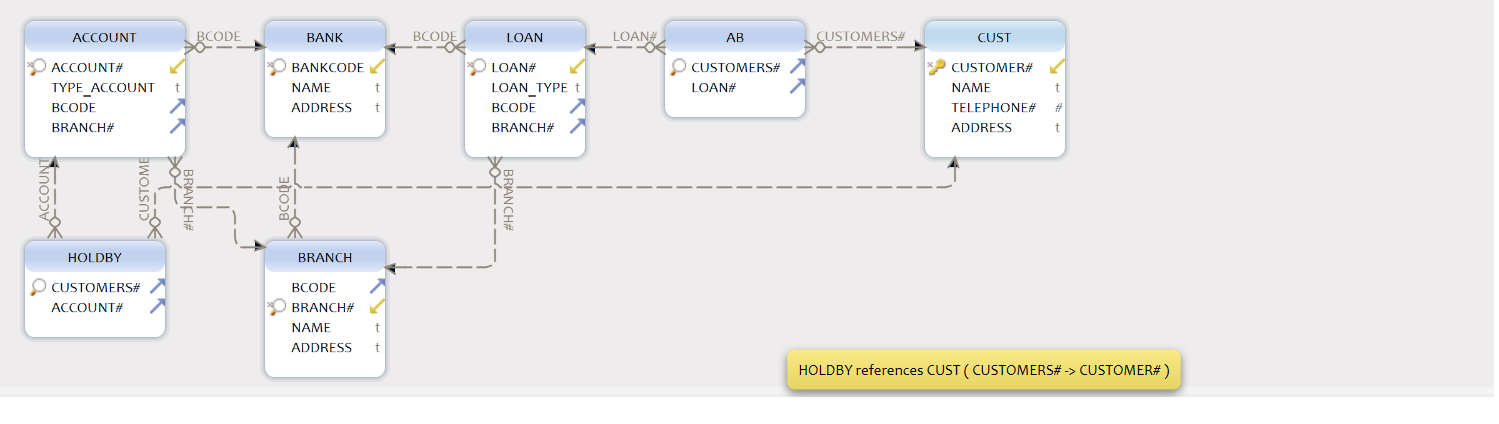 ACCOUNT
ACCOUNT#
TYPE_ACCOUNT t
BCODE
BRANCH#
BCODE
BANK
BANKCODE
NAME t
ADDRESS t
BCODE
LOAN
LOAN#
LOAN_TYPE t
BCODE
BRANCH#
LOAN#
AB
CUSTOMERS#
LOAN#
CUSTOMERS#
CUST
CUSTOMER#
NAME t
TELEPHONE# #
ADDRESS t
ACCOUNT
CUSTOME
BRANCH#
BCODE
BRANCH#
HOLDBY
CUSTOMERS#
ACCOUNT#
BRANCH
BCODE
BRANCH#
NAME t
ADDRESS t
HOLDBY references CUST ( CUSTOMERS# -> CUSTOMER# )